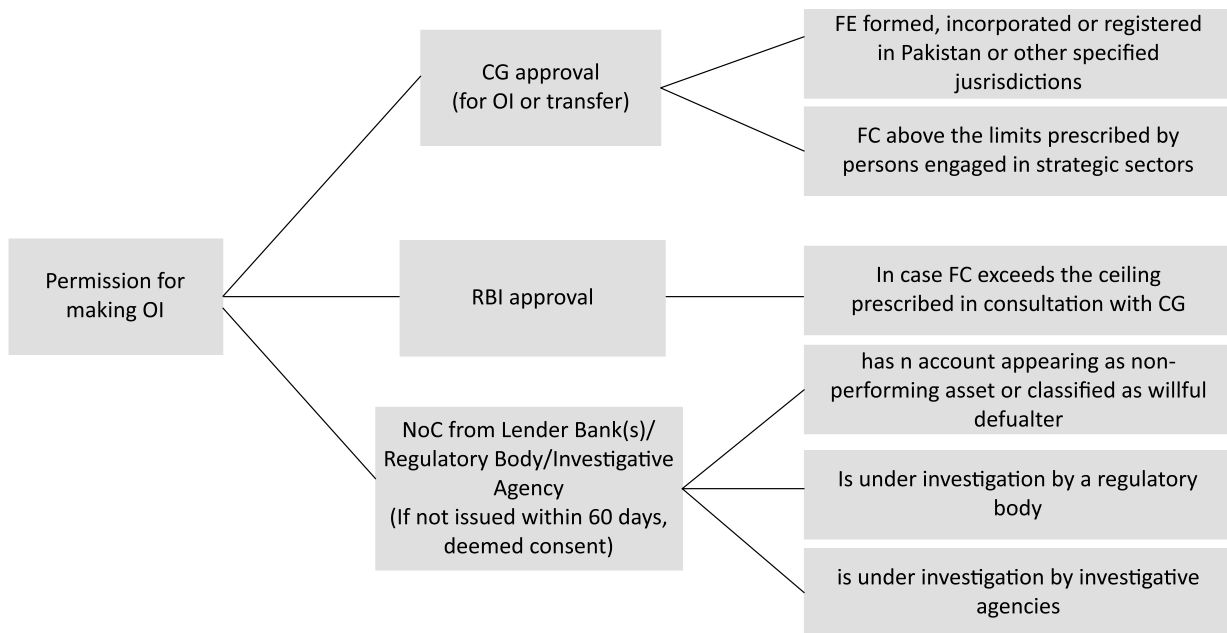 Permission for
making OI
CG approval
(for OI or transfer)
FE formed, incorporated or registered
in Pakistan or other specified
jusrisdictions
FC above the limits prescribed by
persons engaged in strategic sectors
RBI approval
In case FC exceeds the ceiling
prescribed in consultation with CG
NoC from Lender Bank(s)/
Regulatory Body/Investigative
Agency
(If not issued within 60 days,
deemed consent)
has n account appearing as non-
performing asset or classified as willful
defualter
Is under investigation by a regulatory
body
is under investigation by investigative
agencies